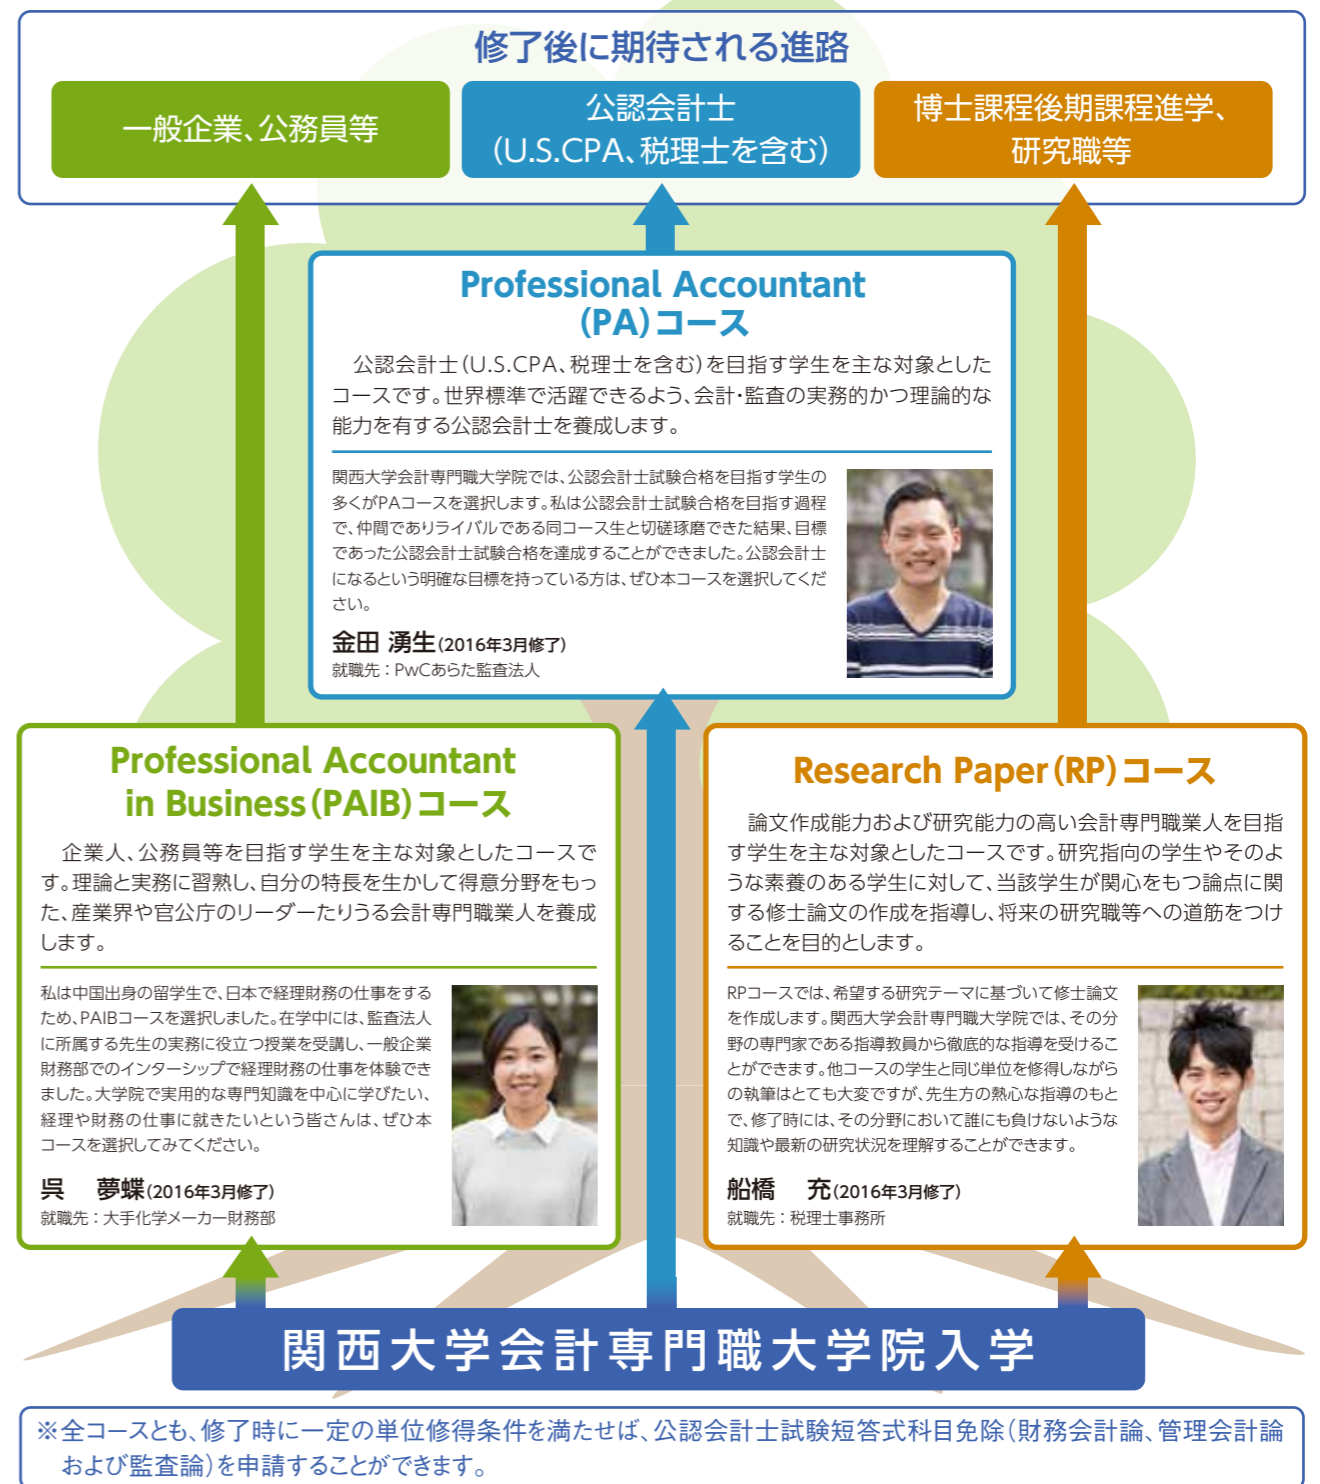 修了後に期待される進路
一般企業、公務員等
公認会計士
(U.S.CPA、税理士を含む)
博士課程後期課程進学、
研究職等
Professional Accountant
(PA)コース
公認会計士(U.S.CPA、税理士を含む)を目指す学生を主な対象とした
コースです。世界標準で活躍できるよう、会計・監査の実務的かつ理論的な
能力を有する公認会計士を養成します。
関西大学会計専門職大学院では、公認会計士試験合格を目指す学生の
多くがPAコースを選択します。私は公認会計士試験合格を目指す過程
で、仲間でありライバルである同コース生と切磋琢磨できた結果、目標
であった公認会計士試験合格を達成することができました。公認会計士
になるという明確な目標を持っている方は、ぜひ本コースを選択してくだ
さい。
金田 湧生(2016年3月修了)
就職先：PwCあらた監査法人
Professional Accountant
in Business(PAIB)コース
企業人、公務員等を目指す学生を主な対象としたコースで
す。理論と実務に習熟し、自分の特長を生かして得意分野をもっ
た、産業界や官公庁のリーダーたりうる会計専門職業人を養成
します。
私は中国出身の留学生で、日本で経理財務の仕事をする
ため、PAIBコースを選択しました。在学中には、監査法人
に所属する先生の実務に役立つ授業を受講し、一般企業
財務部でのインターシップで経理財務の仕事を体験でき
ました。大学院で実用的な専門知識を中心に学びたい、
経理や財務の仕事に就きたいという皆さんは、ぜひ本
コースを選択してみてください。
呉 夢蝶(2016年3月修了)
就職先：大手化学メーカー財務部
Research Paper(RP)コース
論文作成能力および研究能力の高い会計専門職業人を目指
す学生を主な対象としたコースです。研究指向の学生やそのよ
うな素養のある学生に対して、当該学生が関心をもつ論点に関
する修士論文の作成を指導し、将来の研究職等への道筋をつけ
ることを目的とします。
RPコースでは、希望する研究テーマに基づいて修士論文
を作成します。関西大学会計専門職大学院では、その分
野の専門家である指導教員から徹底的な指導を受けるこ
とができます。他コースの学生と同じ単位を修得しながら
の執筆はとても大変ですが、先生方の熱心な指導のもと
で、修了時には、その分野において誰にも負けないような
知識や最新の研究状況を理解することができます。
船橋 充(2016年3月修了)
就職先：税理士事務所
関西大学会計専門職大学院入学
※全コースとも、修了時に一定の単位修得条件を満たせば、公認会計士試験短答式科目免除(財務会計論、管理会計論
および監査論)を申請することができます。